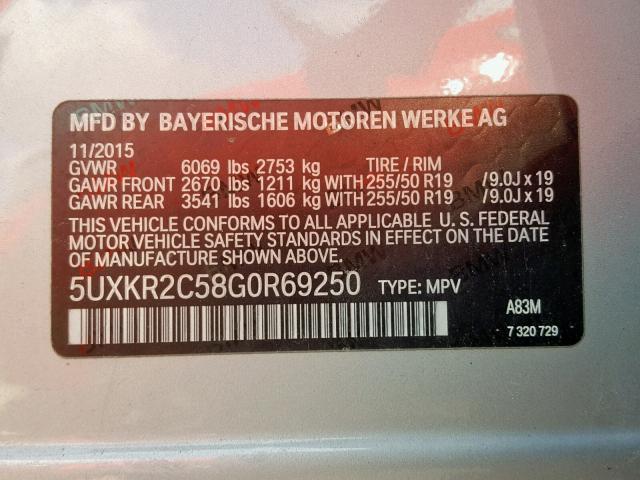 MFD BY BAYERISCHE MOTOREN WERKE AG
11/2015
GVWR 6069 lbs 2753 kg TIRE / RIM
GAWR FRONT 2670 lbs 1211 kg WITH 255/50 R19 /9.0J x 19
GAWR REAR 3541 lbs 1606 kg WITH 255/50 R19 /9.0J x 19
THIS VEHICLE CONFORMS TO ALL APPLICABLE U. S. FEDERAL
MOTOR VEHICLE SAFETY STANDARDS IN EFFECT ON THE DATE
OF MANUFACTURE SHOWN ABOVE.
5UXKR2C58G0R69250 TYPE: MPV
A83M
7 320 729